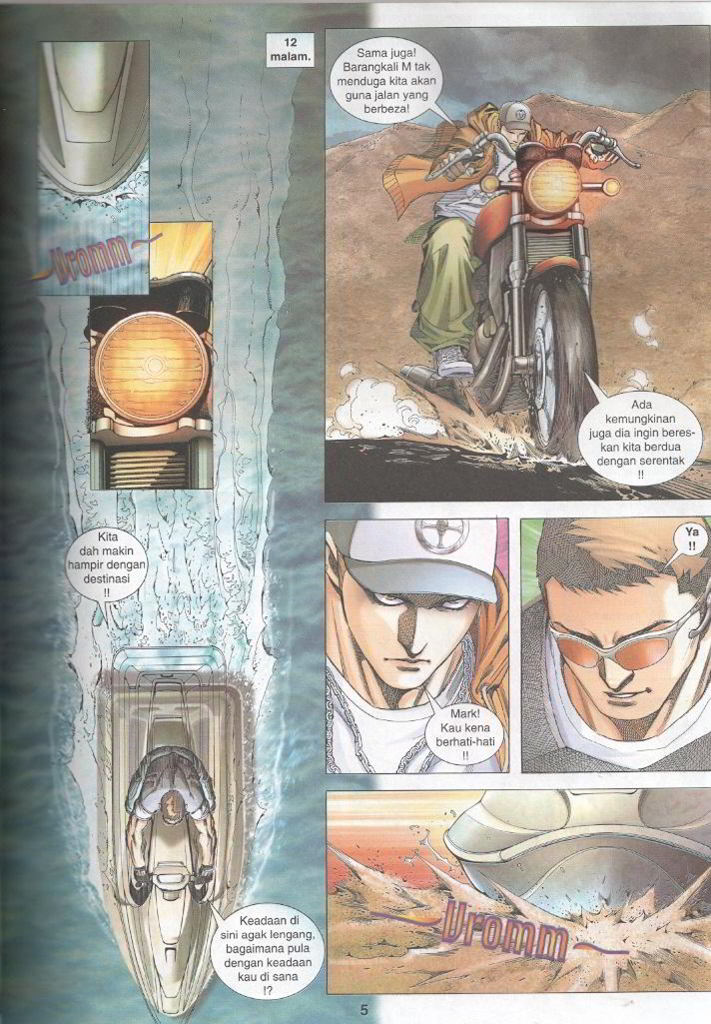 12
malam.
Vromm
Kita
dah makin
hampir dengan
destinasi
!!
Keadaan di
sini agak lengang,
bagaimana pula
dengan keadaan
kau di sana
!?
Sama juga!
Barangkali M tak
menduga kita akan
guna jalan yang
berbeza!
Ada
kemungkinan
juga dia ingin beres-
kan kita berdua
dengan serentak
!!
Mark!
Kau kena
berhati-hati
!!
Ya
!!
Vromm
5